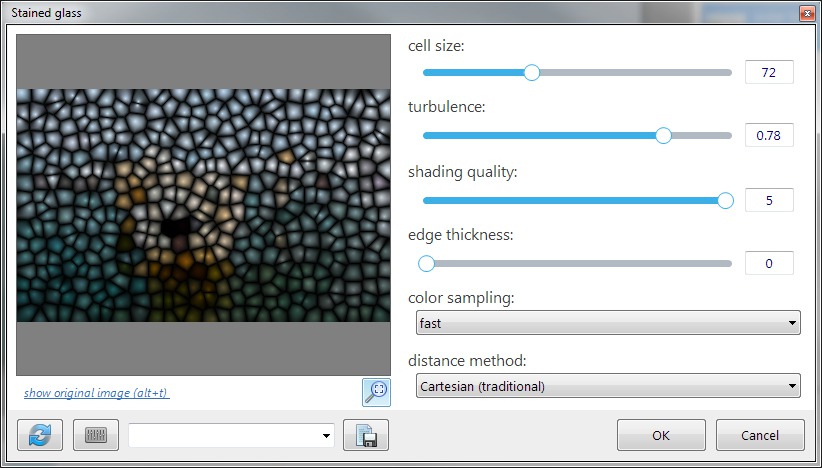 Stained glass
cell size:
72
turbulence:
0.78
shading quality:
5
edge thickness:
0
color sampling:
fast
distance method:
Cartesian (traditional)
show original image (alt+t)
OK
Cancel